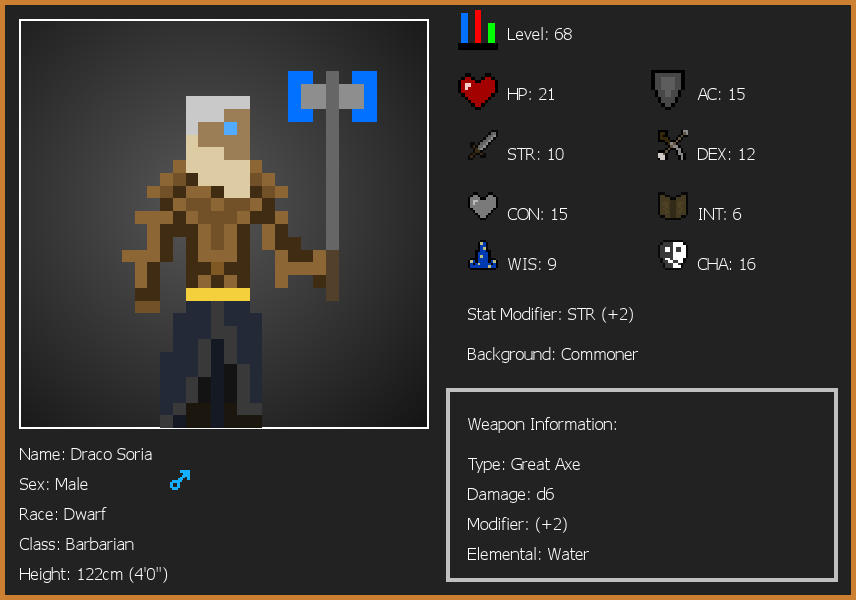 Level: 68
HP: 21
AC: 15
STR: 10
DEX: 12
CON: 15
INT: 6
WIS: 9
CHA: 16
Stat Modifier: STR (+2)
Background: Commoner
Weapon Information:
Type: Great Axe
Damage: d6
Modifier: (+2)
Elemental: Water
Name: Draco Soria
Sex: Male
Race: Dwarf
Class: Barbarian
Height: 122cm (4'0")